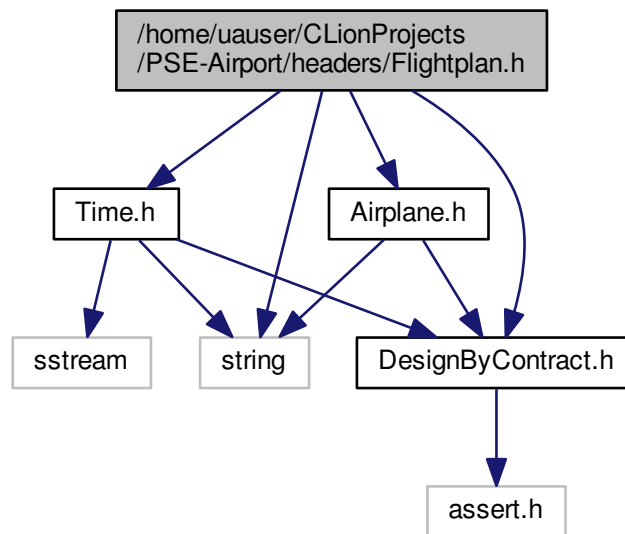 /home/uauser/CLionProjects
/PSE-Airport/headers/Flightplan.h
Time.h
Airplane.h
sstream
string
DesignByContract.h
assert.h